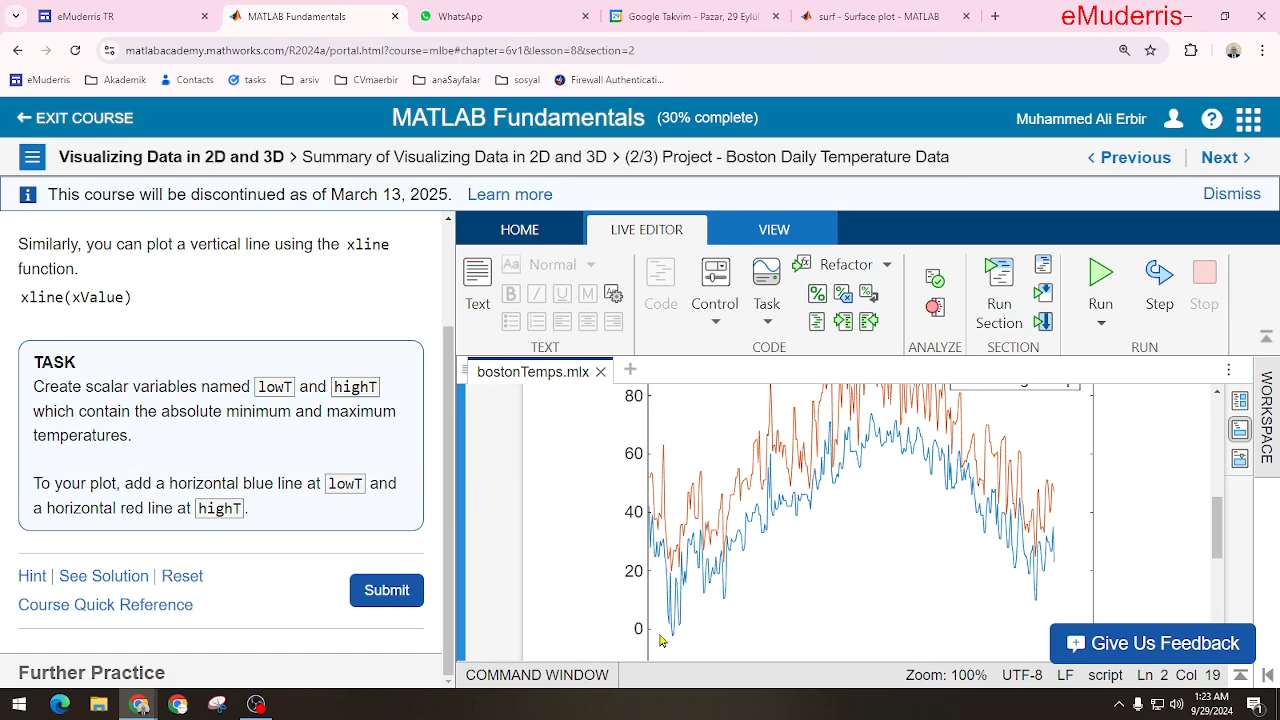 eMuderris TR
MATLAB Fundamentals
WhatsApp
Google Takvim - Pazar, 29 Eylül
surf - Surface plot - MATLAB
eMuderris
matlabacademy.mathworks.com/R2024a/portal.html?course=mlbe#chapter=6v1&lesson=8&section=2
eMuderris
Akademik
Contacts
tasks
arsiv
CVmaerbir
anaSayfalar
sosyal
Firewall Authenticati...
EXIT COURSE
MATLAB Fundamentals (30% complete)
Muhammed Ali Erbir
Visualizing Data in 2D and 3D > Summary of Visualizing Data in 2D and 3D > (2/3) Project - Boston Daily Temperature Data
< Previous
Next >
This course will be discontinued as of March 13, 2025. Learn more
Dismiss
Similarly, you can plot a vertical line using the xline
function.
xline(xValue)
TASK
Create scalar variables named lowT and highT
which contain the absolute minimum and maximum
temperatures.
To your plot, add a horizontal blue line at lowT and
a horizontal red line at highT.
Hint | See Solution | Reset
Course Quick Reference
Submit
Further Practice
HOME
LIVE EDITOR
VIEW
Text
Aa Normal
B I U M
TEXT
Code
Control
Task
Refactor
CODE
ANALYZE
Run
Section
SECTION
Run
Step
Stop
RUN
bostonTemps.mlx
80
60
40
20
0
WORKSPACE
Give Us Feedback
COMMAND WINDOW
Zoom: 100%
UTF-8
LF
script
Ln 2 Col 19
1:23 AM
9/29/2024